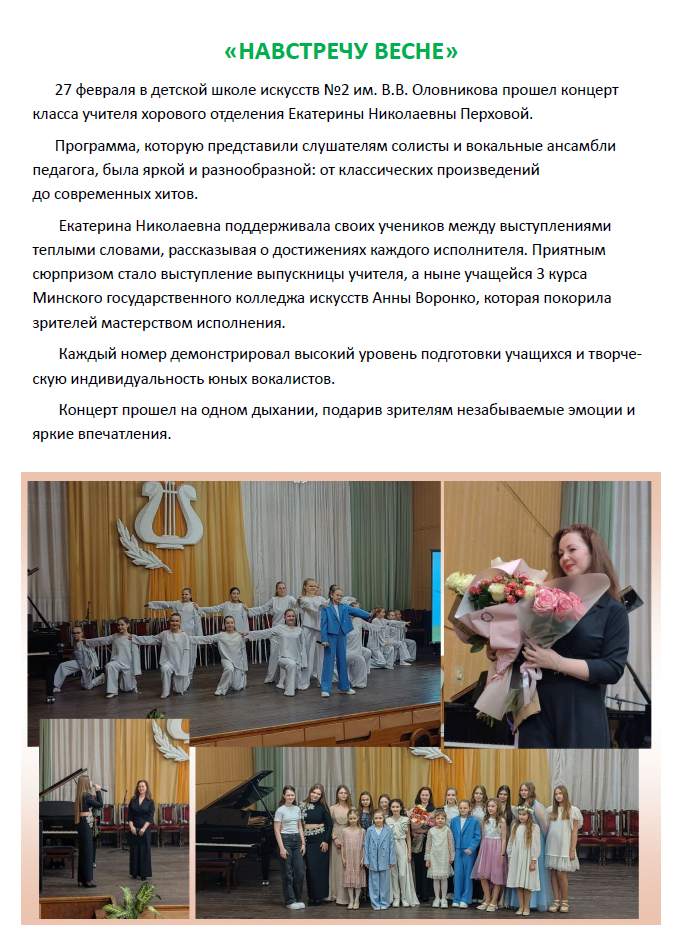 «НАВСТРЕЧУ ВЕСНЕ»
27 февраля в детской школе искусств №2 им. В.В. Оловникова прошел концерт
класса учителя хорового отделения Екатерины Николаевны Перховой.
Программа, которую представили слушателям солисты и вокальные ансамбли
педагога, была яркой и разнообразной: от классических произведений
до современных хитов.
Екатерина Николаевна поддерживала своих учеников между выступлениями
теплыми словами, рассказывая о достижениях каждого исполнителя. Приятным
сюрпризом стало выступление выпускницы учителя, а ныне учащейся 3 курса
Минского государственного колледжа искусств Анны Воронко, которая покорила
зрителей мастерством исполнения.
Каждый номер демонстрировал высокий уровень подготовки учащихся и творче-
скую индивидуальность юных вокалистов.
Концерт прошел на одном дыхании, подарив зрителям незабываемые эмоции и
яркие впечатления.